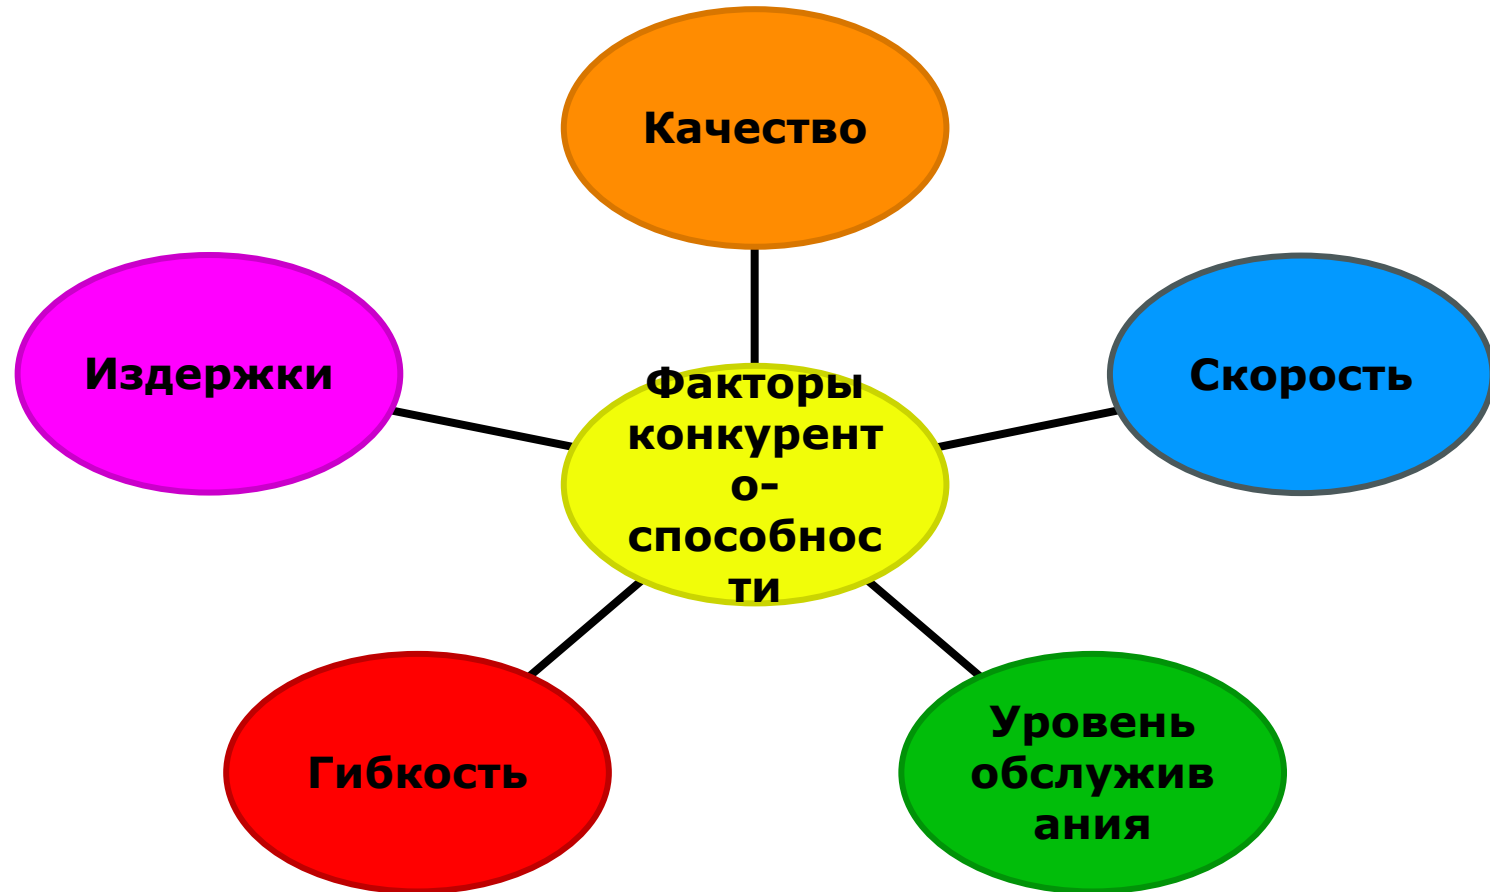 Качество
Издержки
Скорость
Факторы
конкурент
о-
способнос
ти
Гибкость
Уровень
обслужив
ания